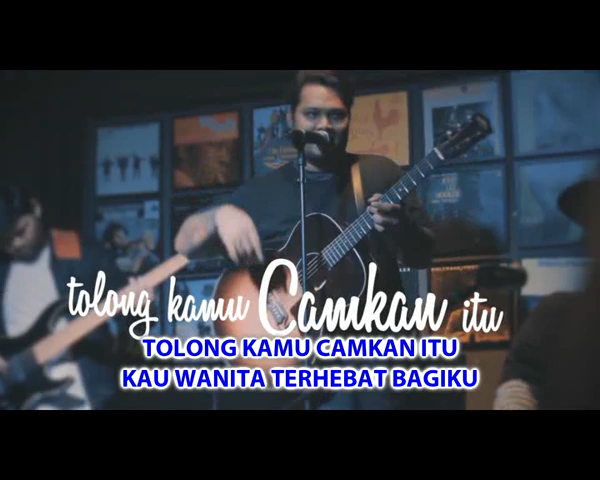 tolong kamu Camkan itu
TOLONG KAMU CAMKAN ITU
KAU WANITA TERHEBAT BAGIKU